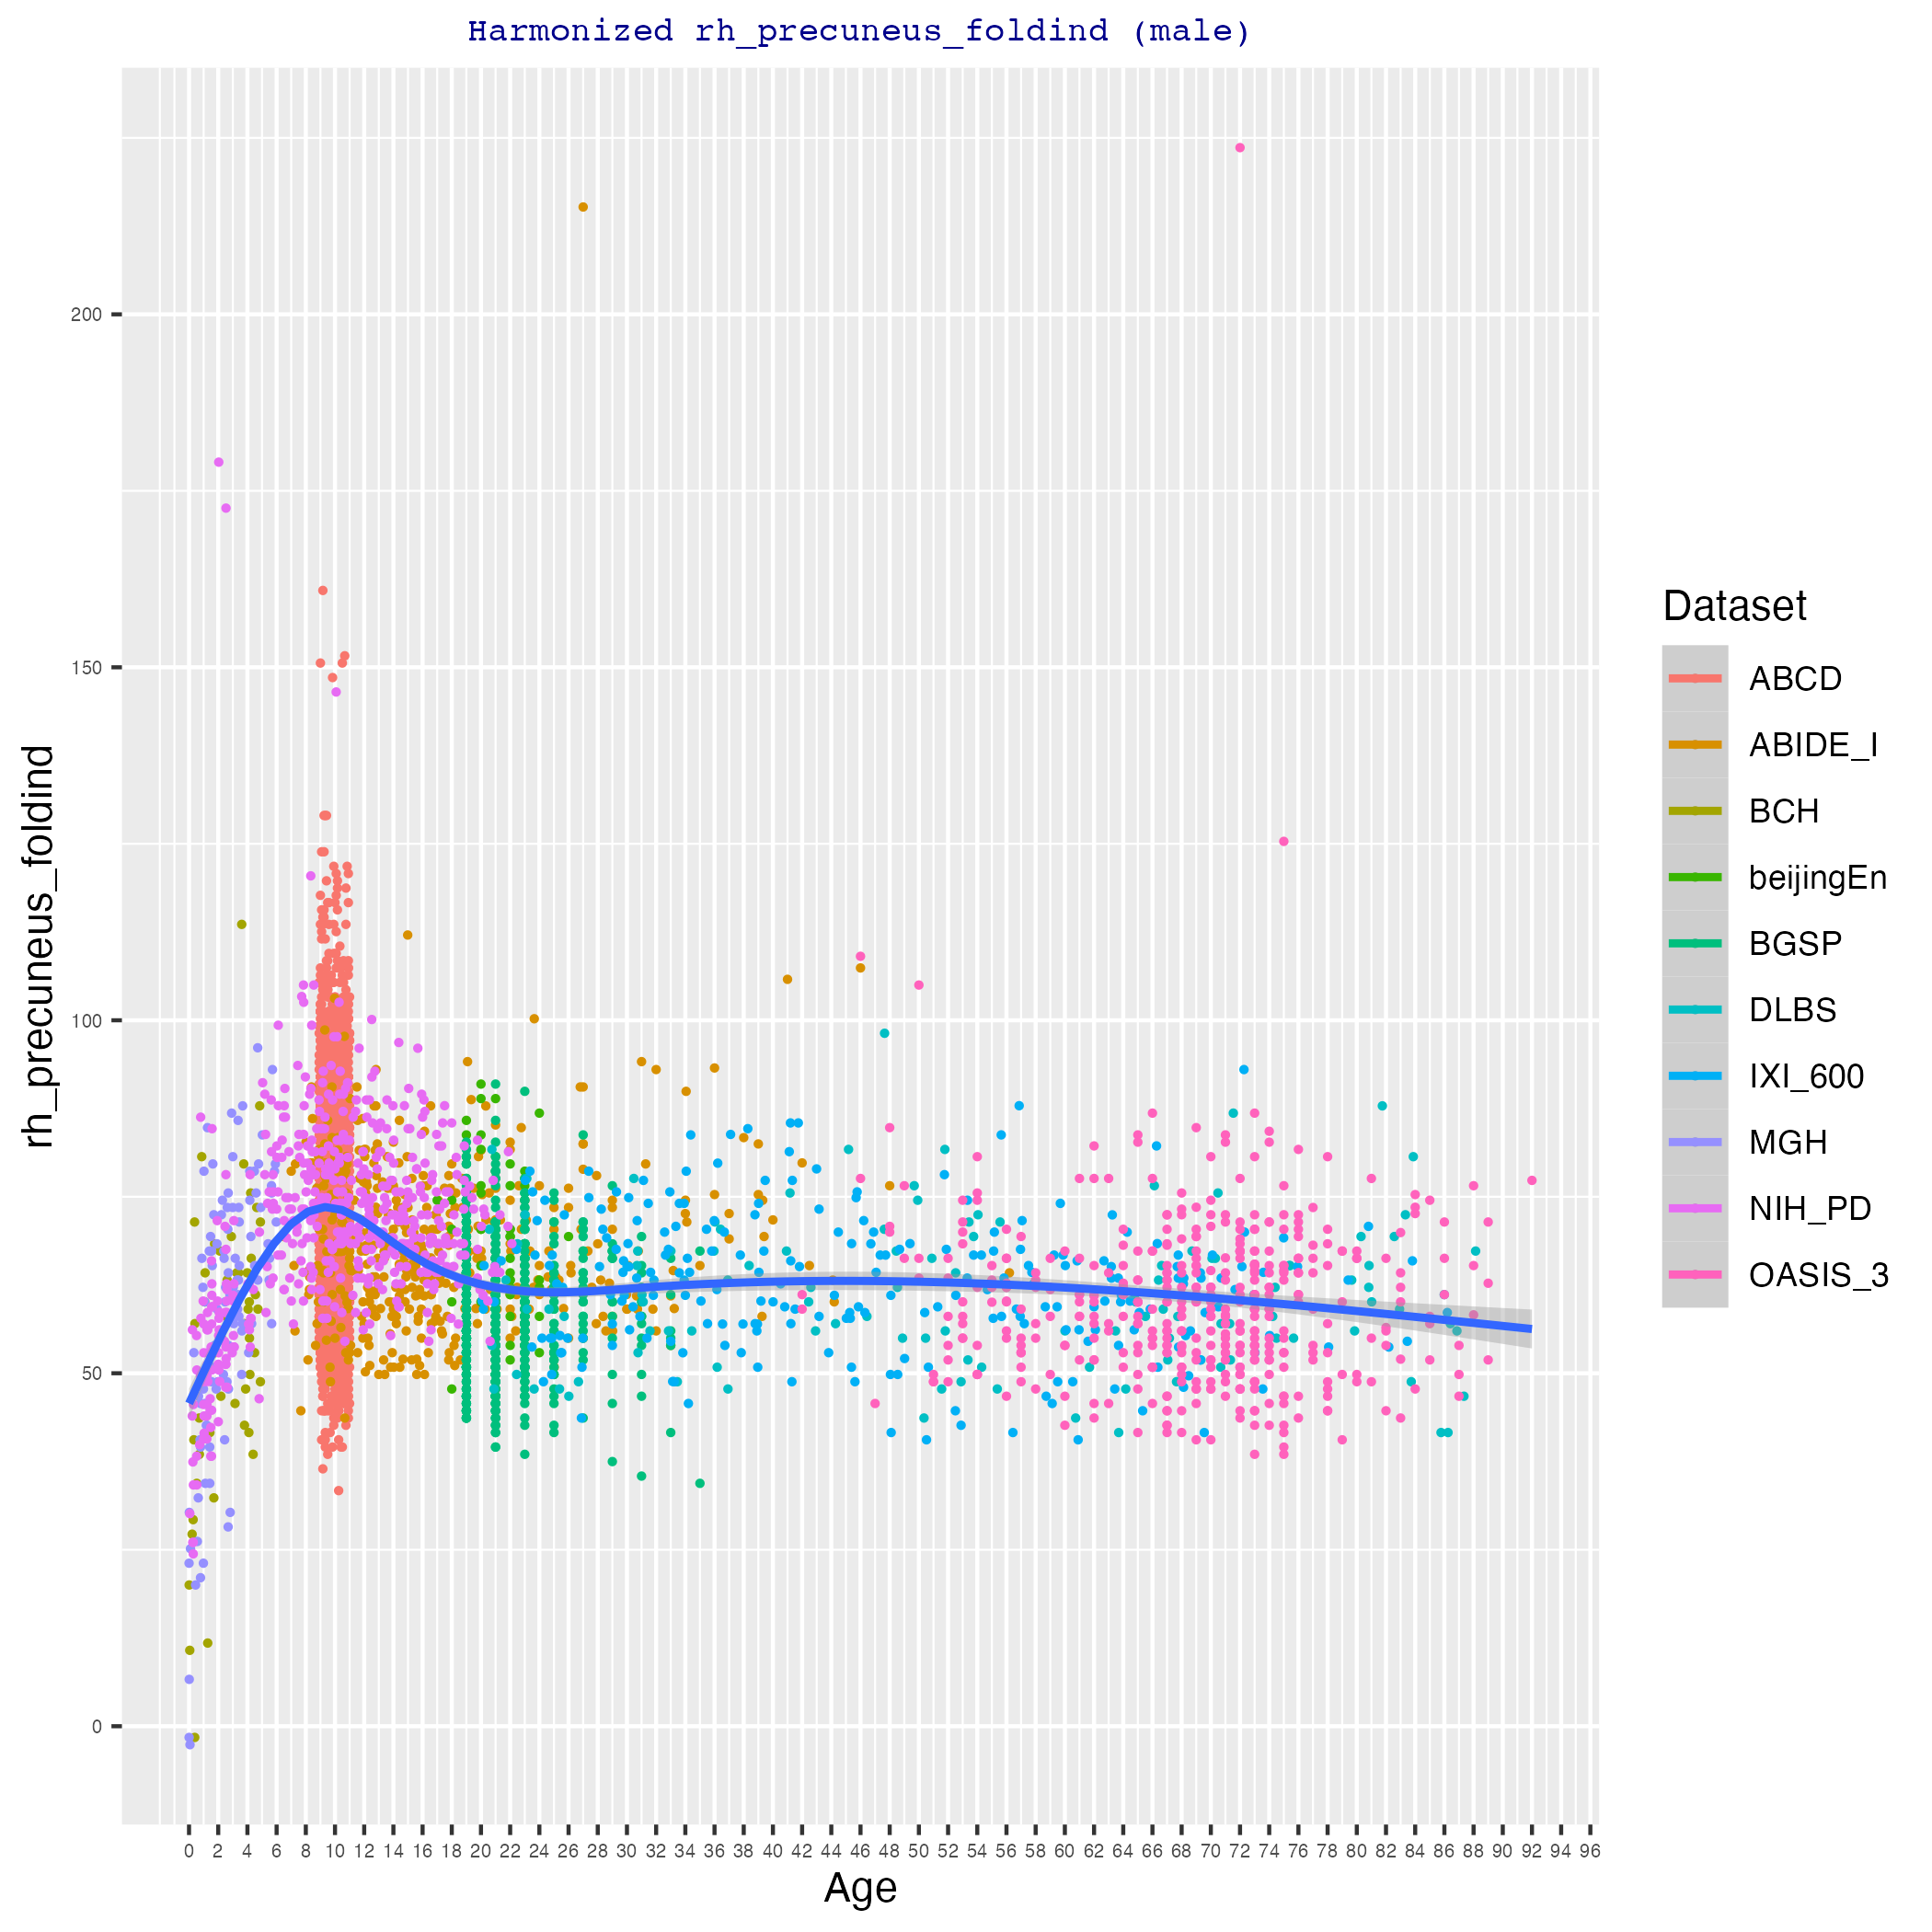 Harmonized rh_precuneus_foldind (male)
rh_precuneus_foldind
200
150
100
50
0
0 2 4 6 8 10 12 14 16 18 20 22 24 26 28 30 32 34 36 38 40 42 44 46 48 50 52 54 56 58 60 62 64 66 68 70 72 74 76 78 80 82 84 86 88 90 92 94 96
Age
Dataset
ABCD
ABIDE_I
BCH
beijingEn
BGSP
DLBS
IXI_600
MGH
NIH_PD
OASIS_3